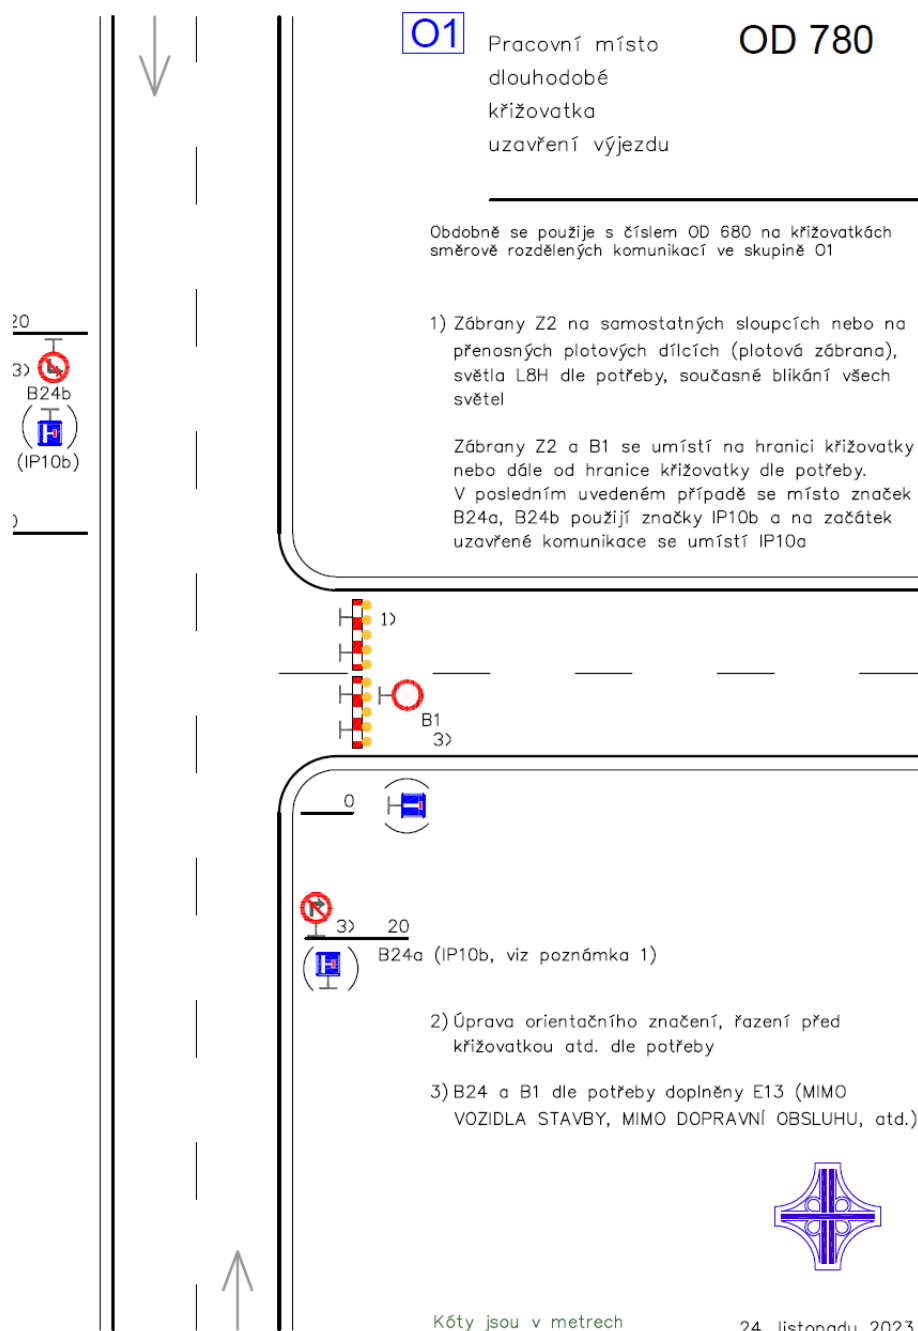 O1
OD 780
Pracovní místo
dlouhodobé
křižovatka
uzavření výjezdu
Obdobně se použije s číslem OD 680 na křižovatkách
směrově rozdělených komunikací ve skupině O1
20
3)
B24b
(IP10b)
0
1) Zábrany Z2 na samostatných sloupcích nebo na
přenosných plotových dílcích (plotová zábrana),
světla L8H dle potřeby, současné blikání všech
světel
Zábrany Z2 a B1 se umístí na hranici křižovatky
nebo dále od hranice křižovatky dle potřeby.
V posledním uvedeném případě se místo značek
B24a, B24b použijí značky IP10b a na začátek
uzavřené komunikace se umístí IP10a
1)
B1
3)
0
3) 20
B24a (IP10b, viz poznámka 1)
2) Úprava orientačního značení, řazení před
křižovatkou atd. dle potřeby
3) B24 a B1 dle potřeby doplněny E13 (MIMO
VOZIDLA STAVBY, MIMO DOPRAVNÍ OBSLUHU, atd.)
Kóty jsou v metrech
24. listopadu 2023